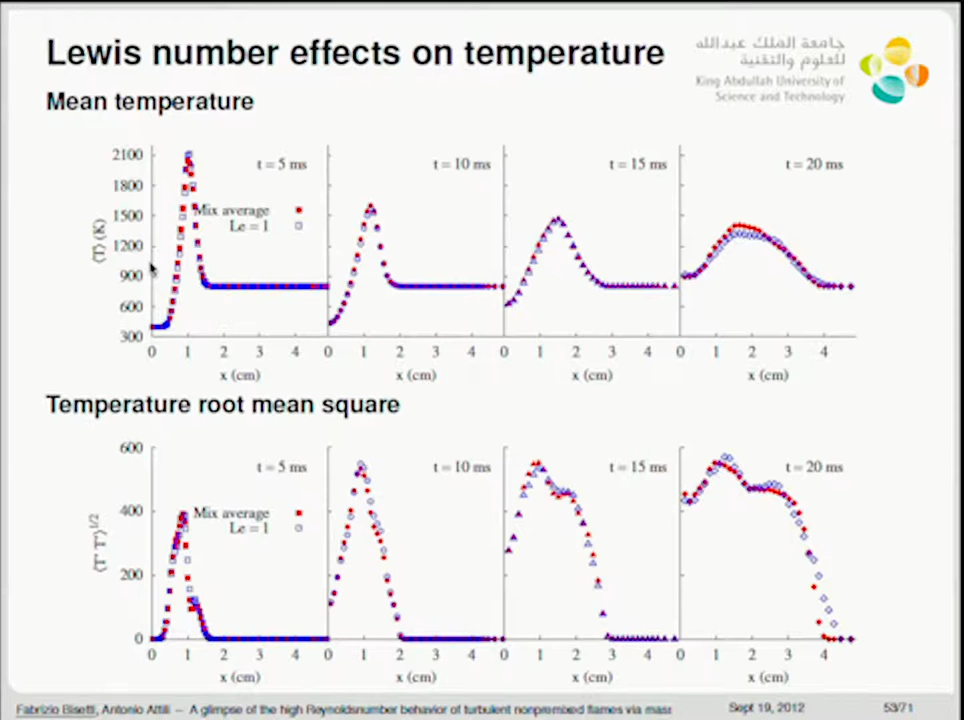 Lewis number effects on temperature
جامعة الملك عبدالله
للعلوم والتقنية
King Abdullah University of
Science and Technology
Mean temperature
2100
1800
1500
1200
900
600
300
⟨T⟩ (K)
t = 5 ms
t = 10 ms
t = 15 ms
t = 20 ms
Mix average
Le = 1
0 1 2 3 4 0 1 2 3 4 0 1 2 3 4 0 1 2 3 4
x (cm) x (cm) x (cm) x (cm)
Temperature root mean square
600
400
200
0
⟨T' T'⟩1/2
t = 5 ms
t = 10 ms
t = 15 ms
t = 20 ms
Mix average
Le = 1
0 1 2 3 4 0 1 2 3 4 0 1 2 3 4 0 1 2 3 4
x (cm) x (cm) x (cm) x (cm)
Fabrizio Bisetti, Antonio Attili – A glimpse of the high Reynoldsnumber behavior of turbulent nonpremixed flames via mass Sept 19, 2012 53/71